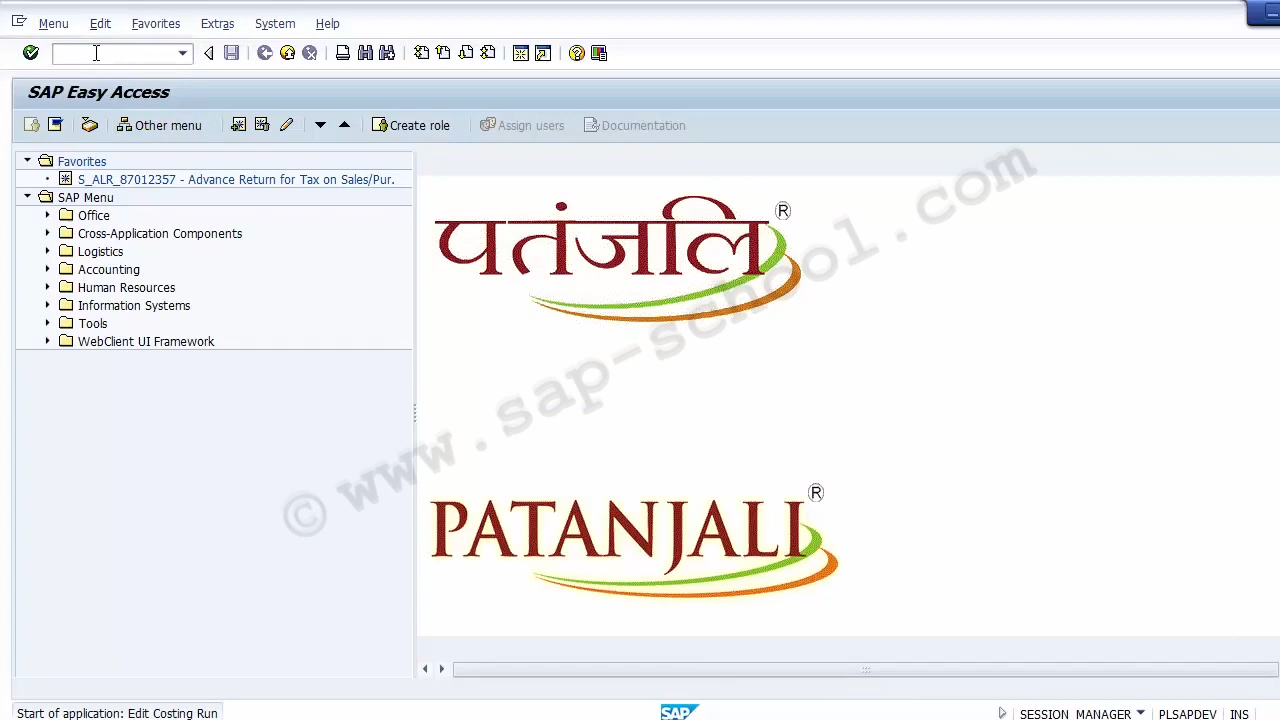 Menu Edit Favorites Extras System Help
SAP Easy Access
Other menu Create role Assign users Documentation
Favorites
S_ALR_87012357 - Advance Return for Tax on Sales/Pur.
SAP Menu
Office
Cross-Application Components
Logistics
Accounting
Human Resources
Information Systems
Tools
WebClient UI Framework
पतंजलि ®
© www.sap-school.com
PATANJALI ®
Start of application: Edit Costing Run
SAP
SESSION_MANAGER PLSAPDEV INS